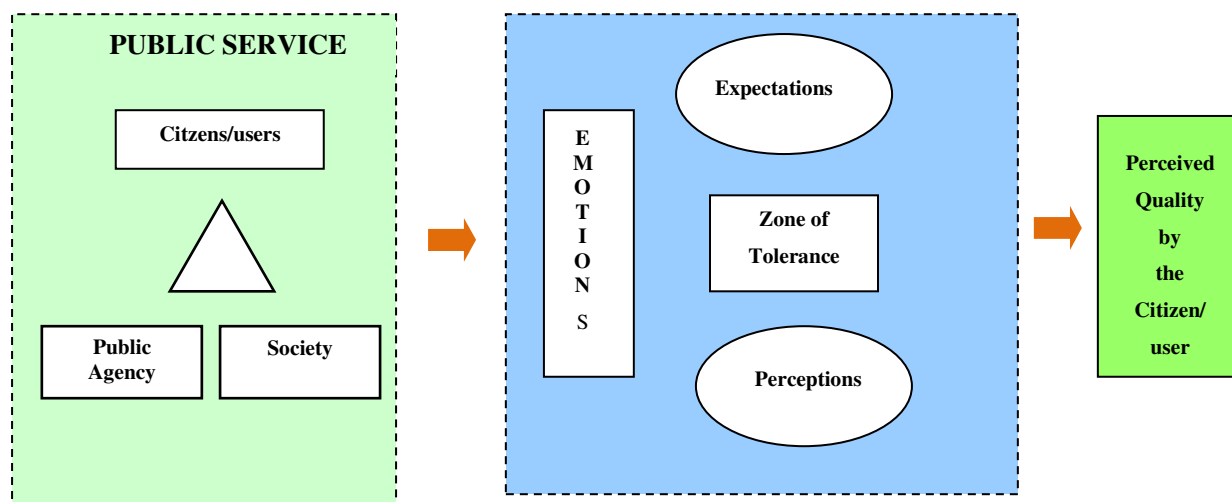 PUBLIC SERVICE
Citzens/users
Public
Agency
Society
E
M
O
T
I
O
N
S
Expectations
Zone of
Tolerance
Perceptions
Perceived
Quality
by
the
Citizen/
user